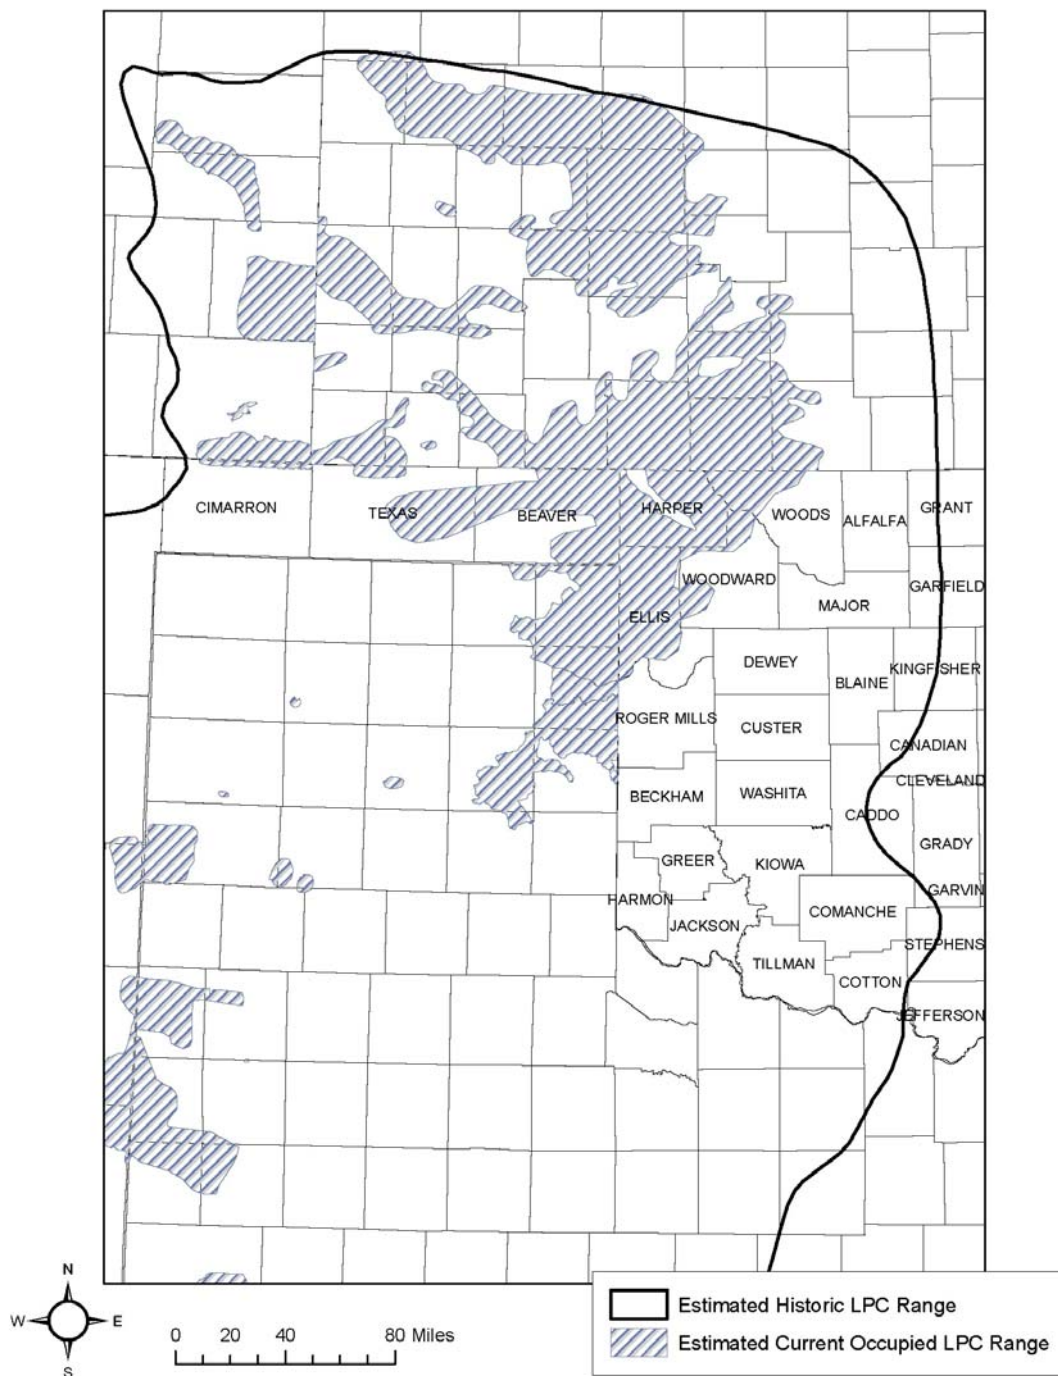 CIMARRON
TEXAS
BEAVER
HARPER
WOODS
ALFALFA
GRANT
WOODWARD
GARFIELD
MAJOR
ELLIS
DEWEY
BLAINE
KINGFISHER
ROGER MILLS
CUSTER
CANADIAN
CLEVELAND
BECKHAM
WASHITA
CADDO
GRADY
GREER
KIOWA
GARVIN
HARMON
COMANCHE
JACKSON
STEPHENS
TILLMAN
COTTON
JEFFERSON
N
W E
S
0 20 40 80 Miles
Estimated Historic LPC Range
Estimated Current Occupied LPC Range